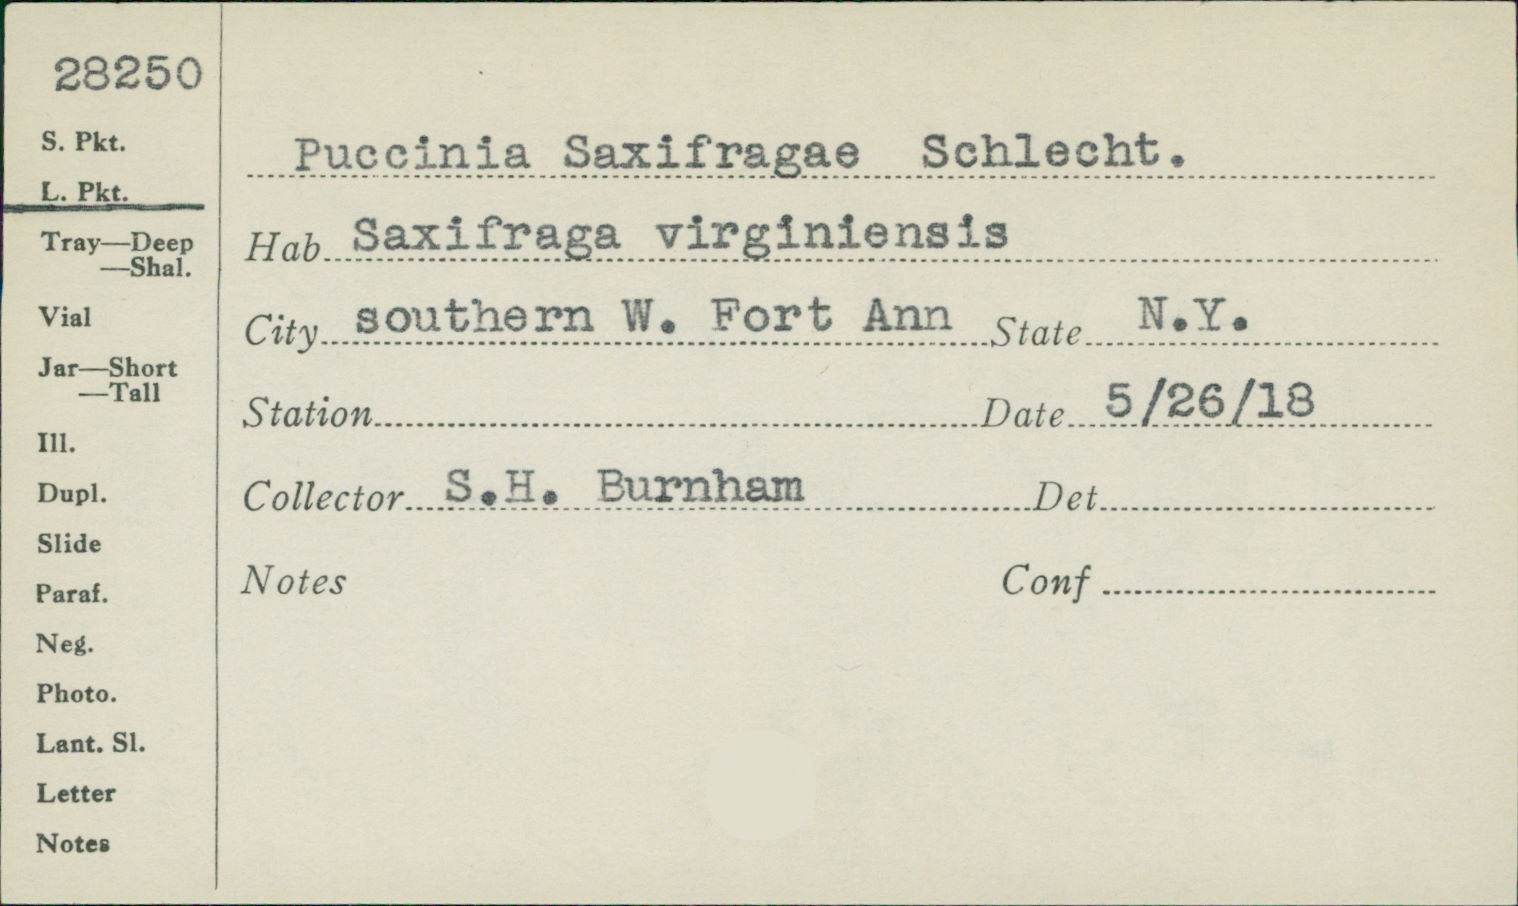 28250
S. Pkt.
L. Pkt.
Tray—Deep
—Shal.
Vial
Jar—Short
—Tall
Ill.
Dupl.
Slide
Paraf.
Neg.
Photo.
Lant. Sl.
Letter
Notes
Puccinia Saxifragae Schlecht.
Hab Saxifraga virginiensis
City southern W. Fort Ann State N.Y.
Station Date 5/26/18
Collector S.H. Burnham Det
Notes Conf